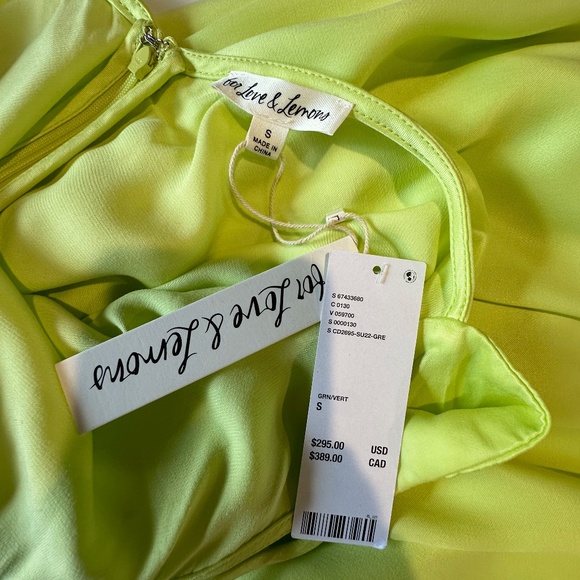 for Love & Lemons
S
MADE IN
CHINA
for Love & Lemons
S 67433680
C 0130
V 059700
S 0000130
S CD2695-SU22-GRE
GRN/VERT
S
$295.00 USD
$389.00 CAD